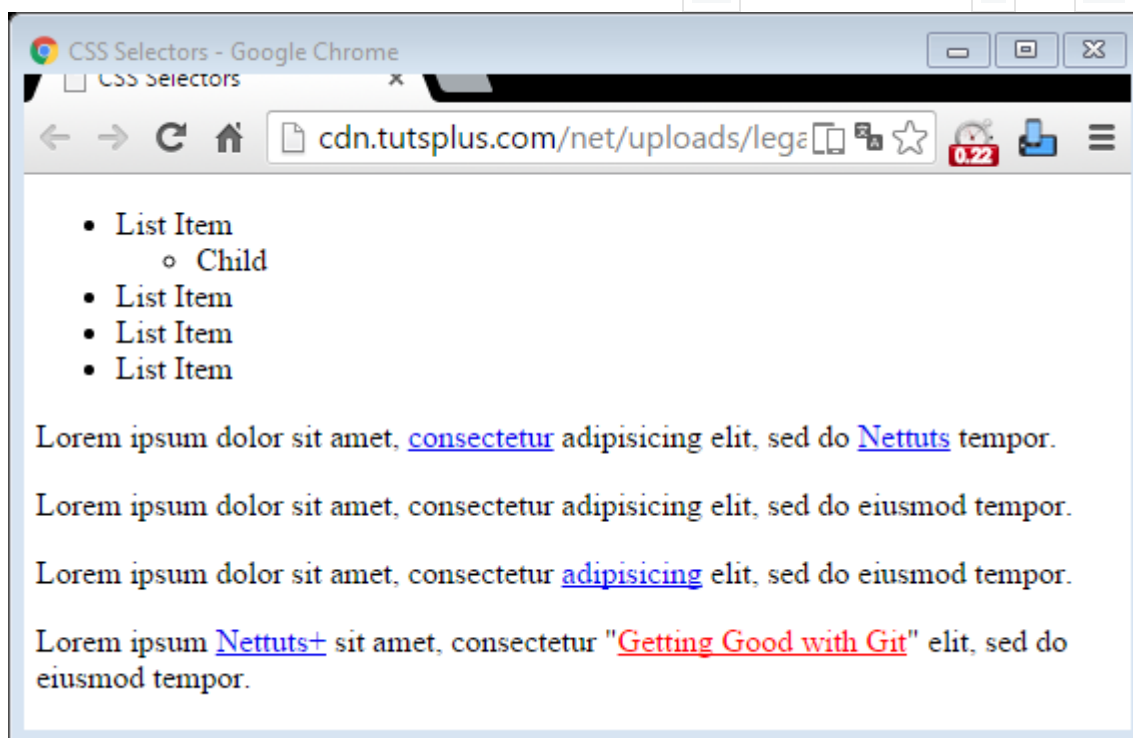 CSS Selectors - Google Chrome
CSS Selectors
cdn.tutsplus.com/net/uploads/lega
0.22
List Item
Child
List Item
List Item
List Item
Lorem ipsum dolor sit amet, consectetur adipisicing elit, sed do Nettuts tempor.
Lorem ipsum dolor sit amet, consectetur adipisicing elit, sed do eiusmod tempor.
Lorem ipsum dolor sit amet, consectetur adipisicing elit, sed do eiusmod tempor.
Lorem ipsum Nettuts+ sit amet, consectetur "Getting Good with Git" elit, sed do
eiusmod tempor.